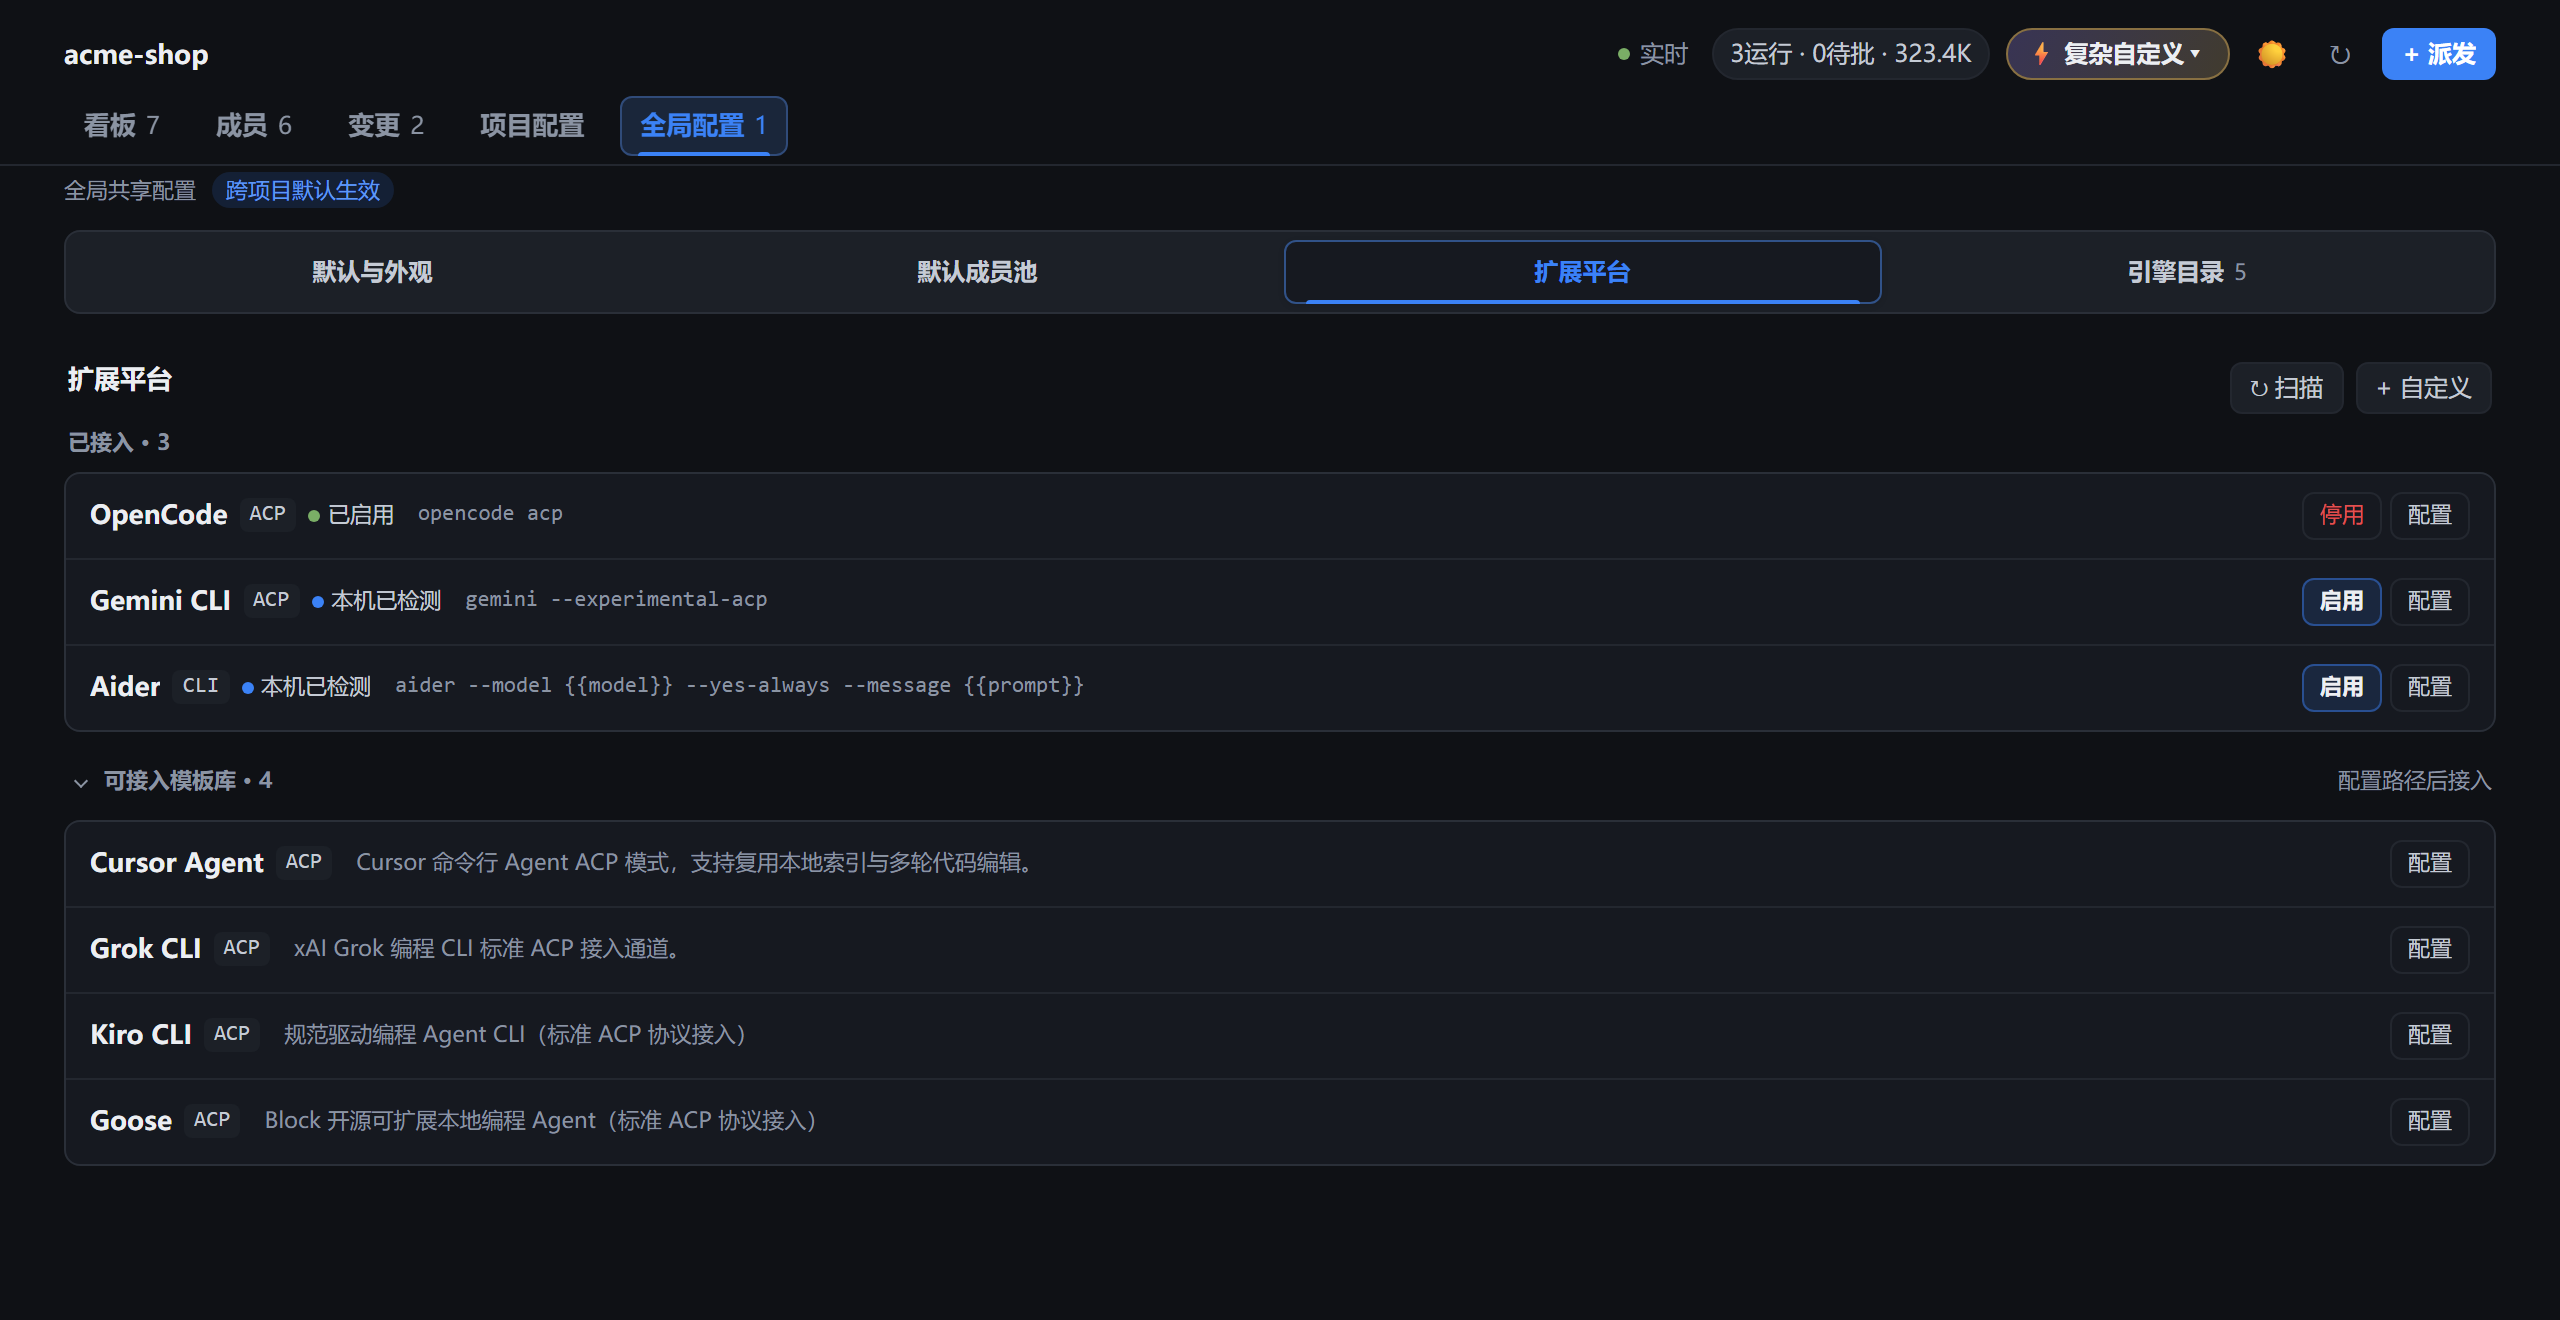 acme-shop
实时 3运行 · 0待批 · 323.4K 复杂自定义 ▾ ↻ + 派发
看板 7 成员 6 变更 2 项目配置 全局配置 1
全局共享配置 跨项目默认生效
默认与外观 默认成员池 扩展平台 引擎目录 5
扩展平台 ↻ 扫描 + 自定义
已接入 • 3
OpenCode ACP 已启用 opencode acp 停用 配置
Gemini CLI ACP 本机已检测 gemini --experimental-acp 启用 配置
Aider CLI 本机已检测 aider --model {{model}} --yes-always --message {{prompt}} 启用 配置
可接入模板库 • 4 配置路径后接入
Cursor Agent ACP Cursor 命令行 Agent ACP 模式，支持复用本地索引与多轮代码编辑。 配置
Grok CLI ACP xAI Grok 编程 CLI 标准 ACP 接入通道。 配置
Kiro CLI ACP 规范驱动编程 Agent CLI（标准 ACP 协议接入） 配置
Goose ACP Block 开源可扩展本地编程 Agent（标准 ACP 协议接入） 配置